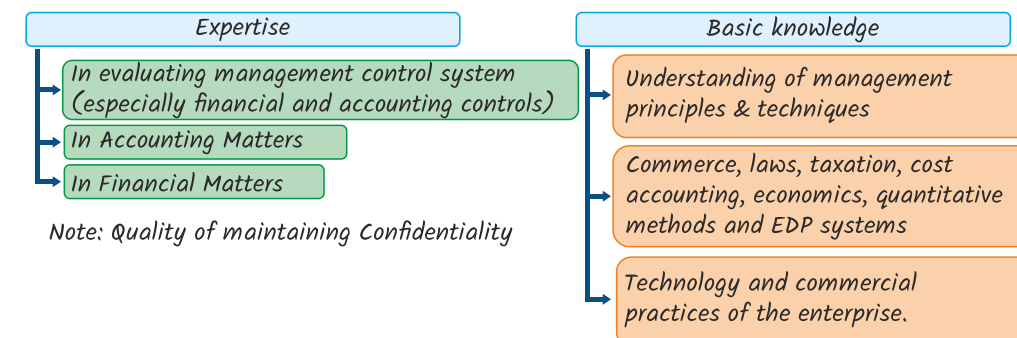 Expertise
In evaluating management control system
(especially financial and accounting controls)
In Accounting Matters
In Financial Matters
Note: Quality of maintaining Confidentiality
Basic knowledge
Understanding of management
principles & techniques
Commerce, laws, taxation, cost
accounting, economics, quantitative
methods and EDP systems
Technology and commercial
practices of the enterprise.